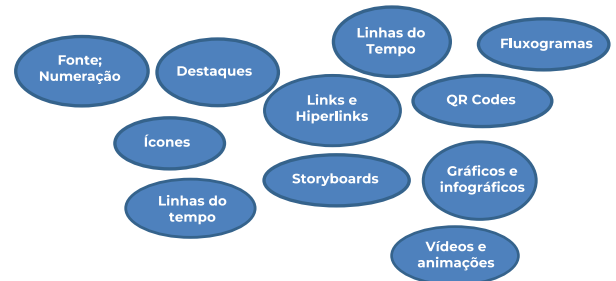 Linhas do
Tempo
Fluxogramas
Fonte;
Numeração
Destaques
Links e
Hiperlinks
QR Codes
Ícones
Storyboards
Gráficos e
infográficos
Linhas do
tempo
Vídeos e
animações